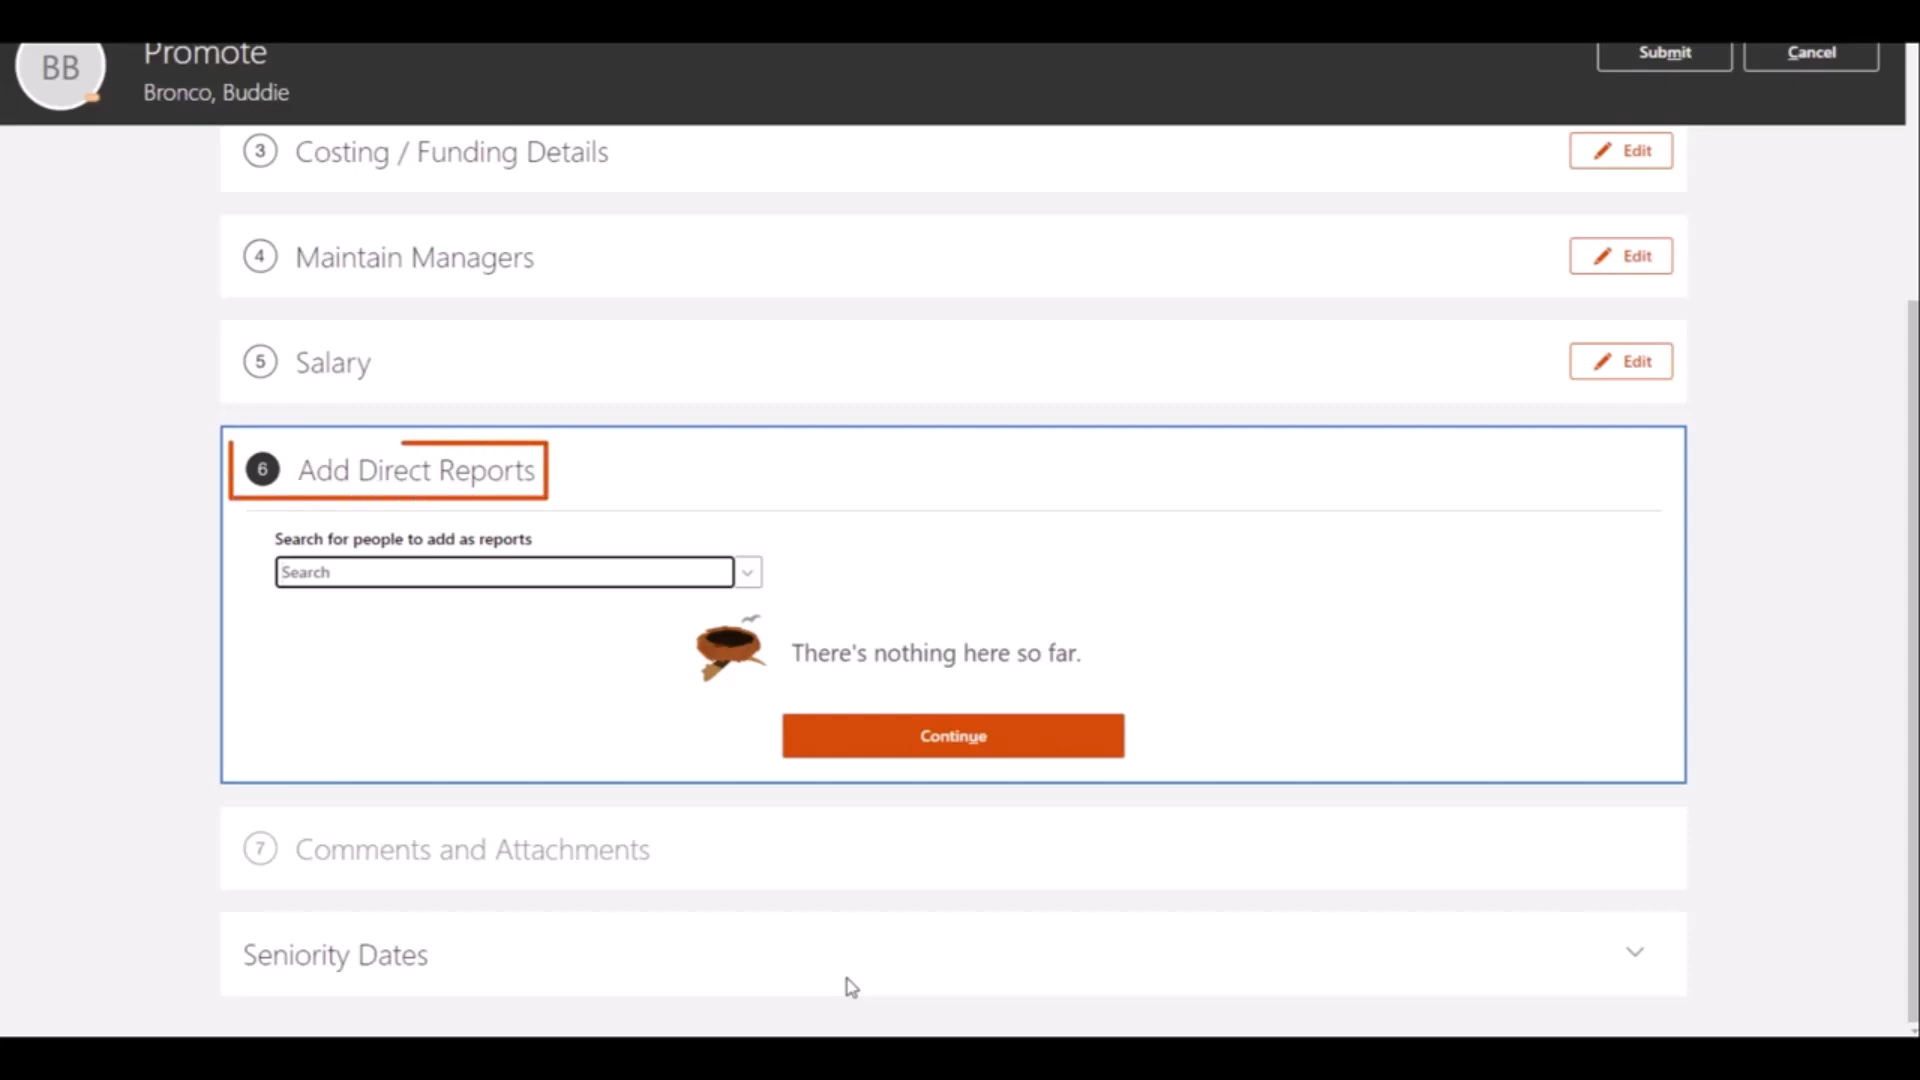 BB
Promote
Bronco, Buddie
Submit
Cancel
3 Costing / Funding Details
Edit
4 Maintain Managers
Edit
5 Salary
Edit
6 Add Direct Reports
Search for people to add as reports
Search
There's nothing here so far.
Continue
7 Comments and Attachments
Seniority Dates